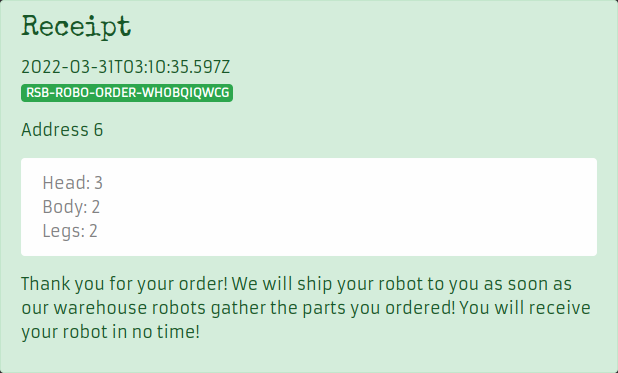 Receipt
2022-03-31T03:10:35.597Z
RSB-ROBO-ORDER-WHOBQIQWCG
Address 6
Head: 3
Body: 2
Legs: 2
Thank you for your order! We will ship your robot to you as soon as
our warehouse robots gather the parts you ordered! You will receive
your robot in no time!